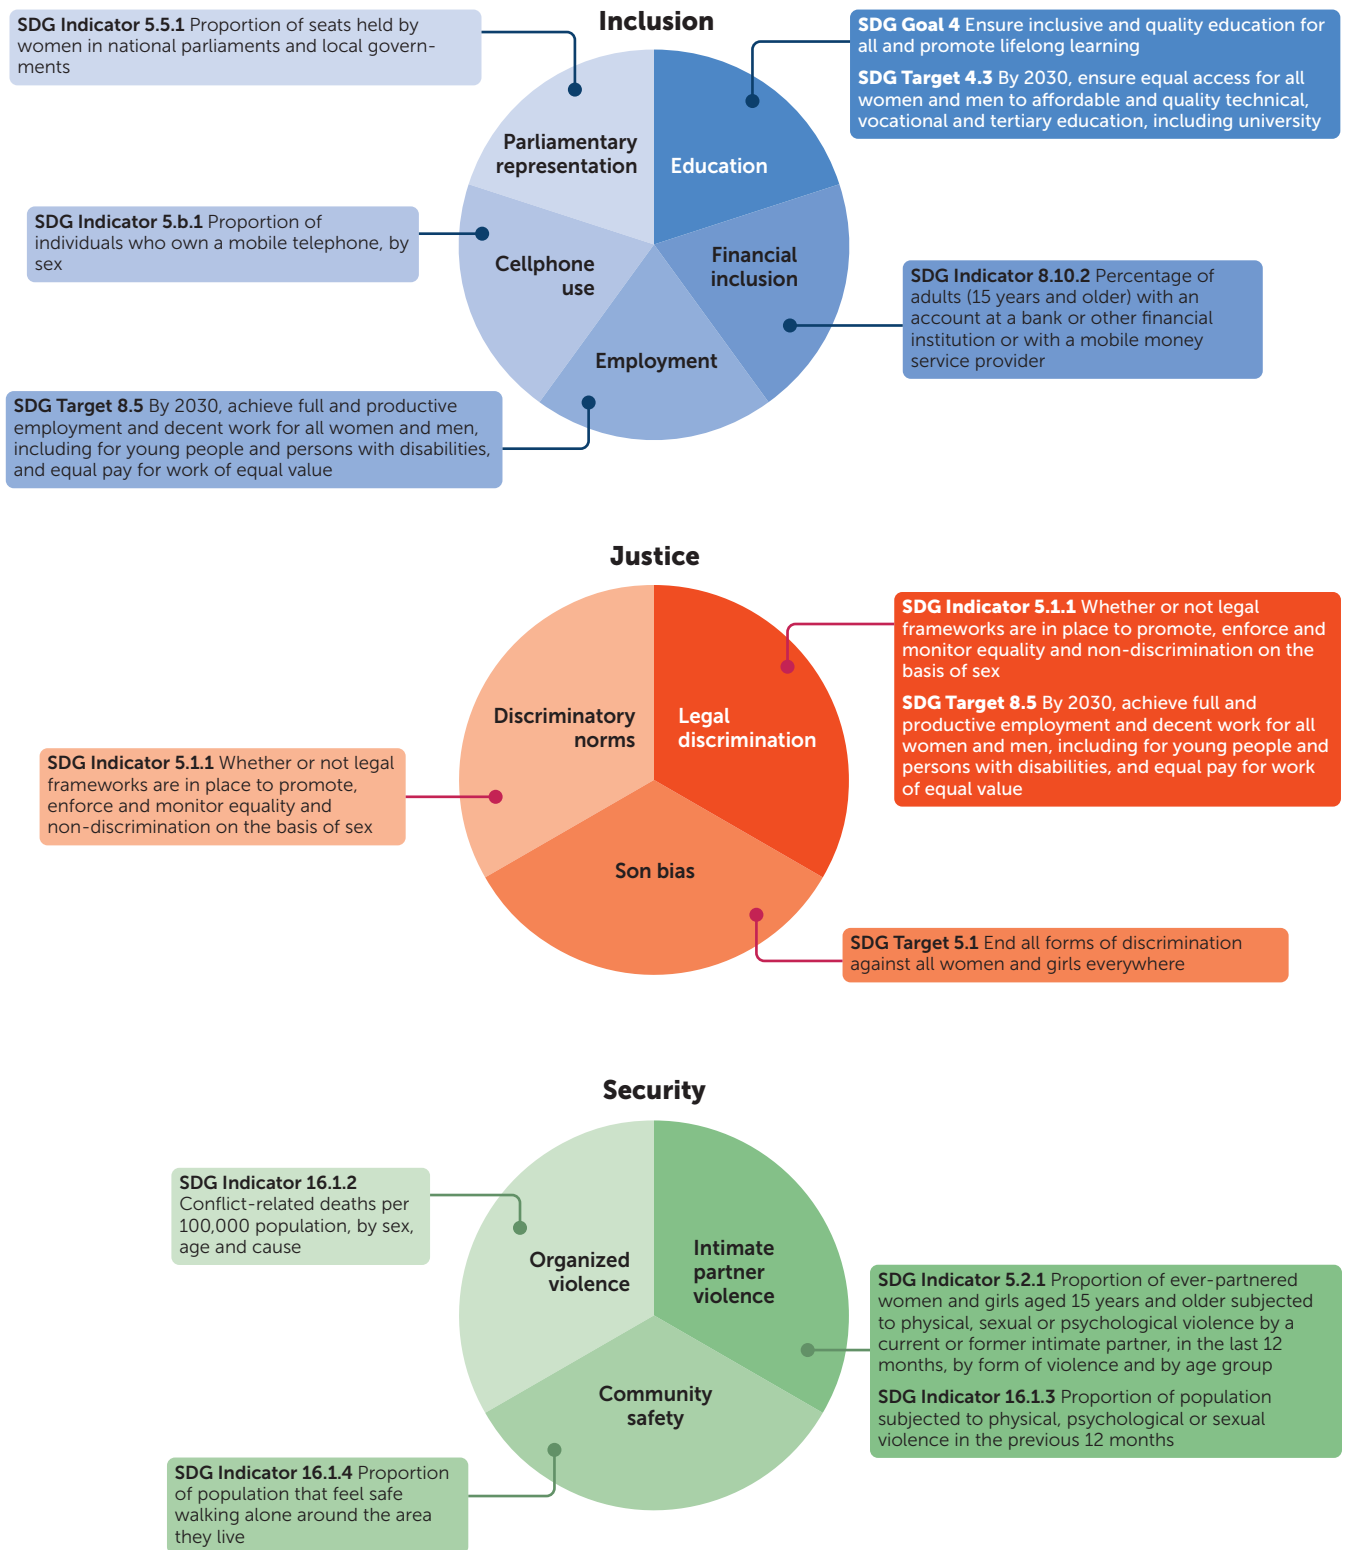 Inclusion
SDG Indicator 5.5.1 Proportion of seats held by
women in national parliaments and local govern-
ments
SDG Goal 4 Ensure inclusive and quality education for
all and promote lifelong learning
SDG Target 4.3 By 2030, ensure equal access for all
women and men to affordable and quality technical,
vocational and tertiary education, including university
Parliamentary
representation
Education
SDG Indicator 5.b.1 Proportion of
individuals who own a mobile telephone, by
sex
Cellphone
use
Financial
inclusion
SDG Indicator 8.10.2 Percentage of
adults (15 years and older) with an
account at a bank or other financial
institution or with a mobile money
service provider
Employment
SDG Target 8.5 By 2030, achieve full and productive
employment and decent work for all women and men,
including for young people and persons with disabilities,
and equal pay for work of equal value
Justice
SDG Indicator 5.1.1 Whether or not legal
frameworks are in place to promote, enforce and
monitor equality and non-discrimination on the
basis of sex
SDG Target 8.5 By 2030, achieve full and
productive employment and decent work for all
women and men, including for young people and
persons with disabilities, and equal pay for work
of equal value
Discriminatory
norms
Legal
discrimination
SDG Indicator 5.1.1 Whether or not legal
frameworks are in place to promote,
enforce and monitor equality and
non-discrimination on the basis of sex
Son bias
SDG Target 5.1 End all forms of discrimination
against all women and girls everywhere
Security
SDG Indicator 16.1.2
Conflict-related deaths per
100,000 population, by sex,
age and cause
Organized
violence
Intimate
partner
violence
SDG Indicator 5.2.1 Proportion of ever-partnered
women and girls aged 15 years and older subjected
to physical, sexual or psychological violence by a
current or former intimate partner, in the last 12
months, by form of violence and by age group
SDG Indicator 16.1.3 Proportion of population
subjected to physical, psychological or sexual
violence in the previous 12 months
Community
safety
SDG Indicator 16.1.4 Proportion
of population that feel safe
walking alone around the area
they live